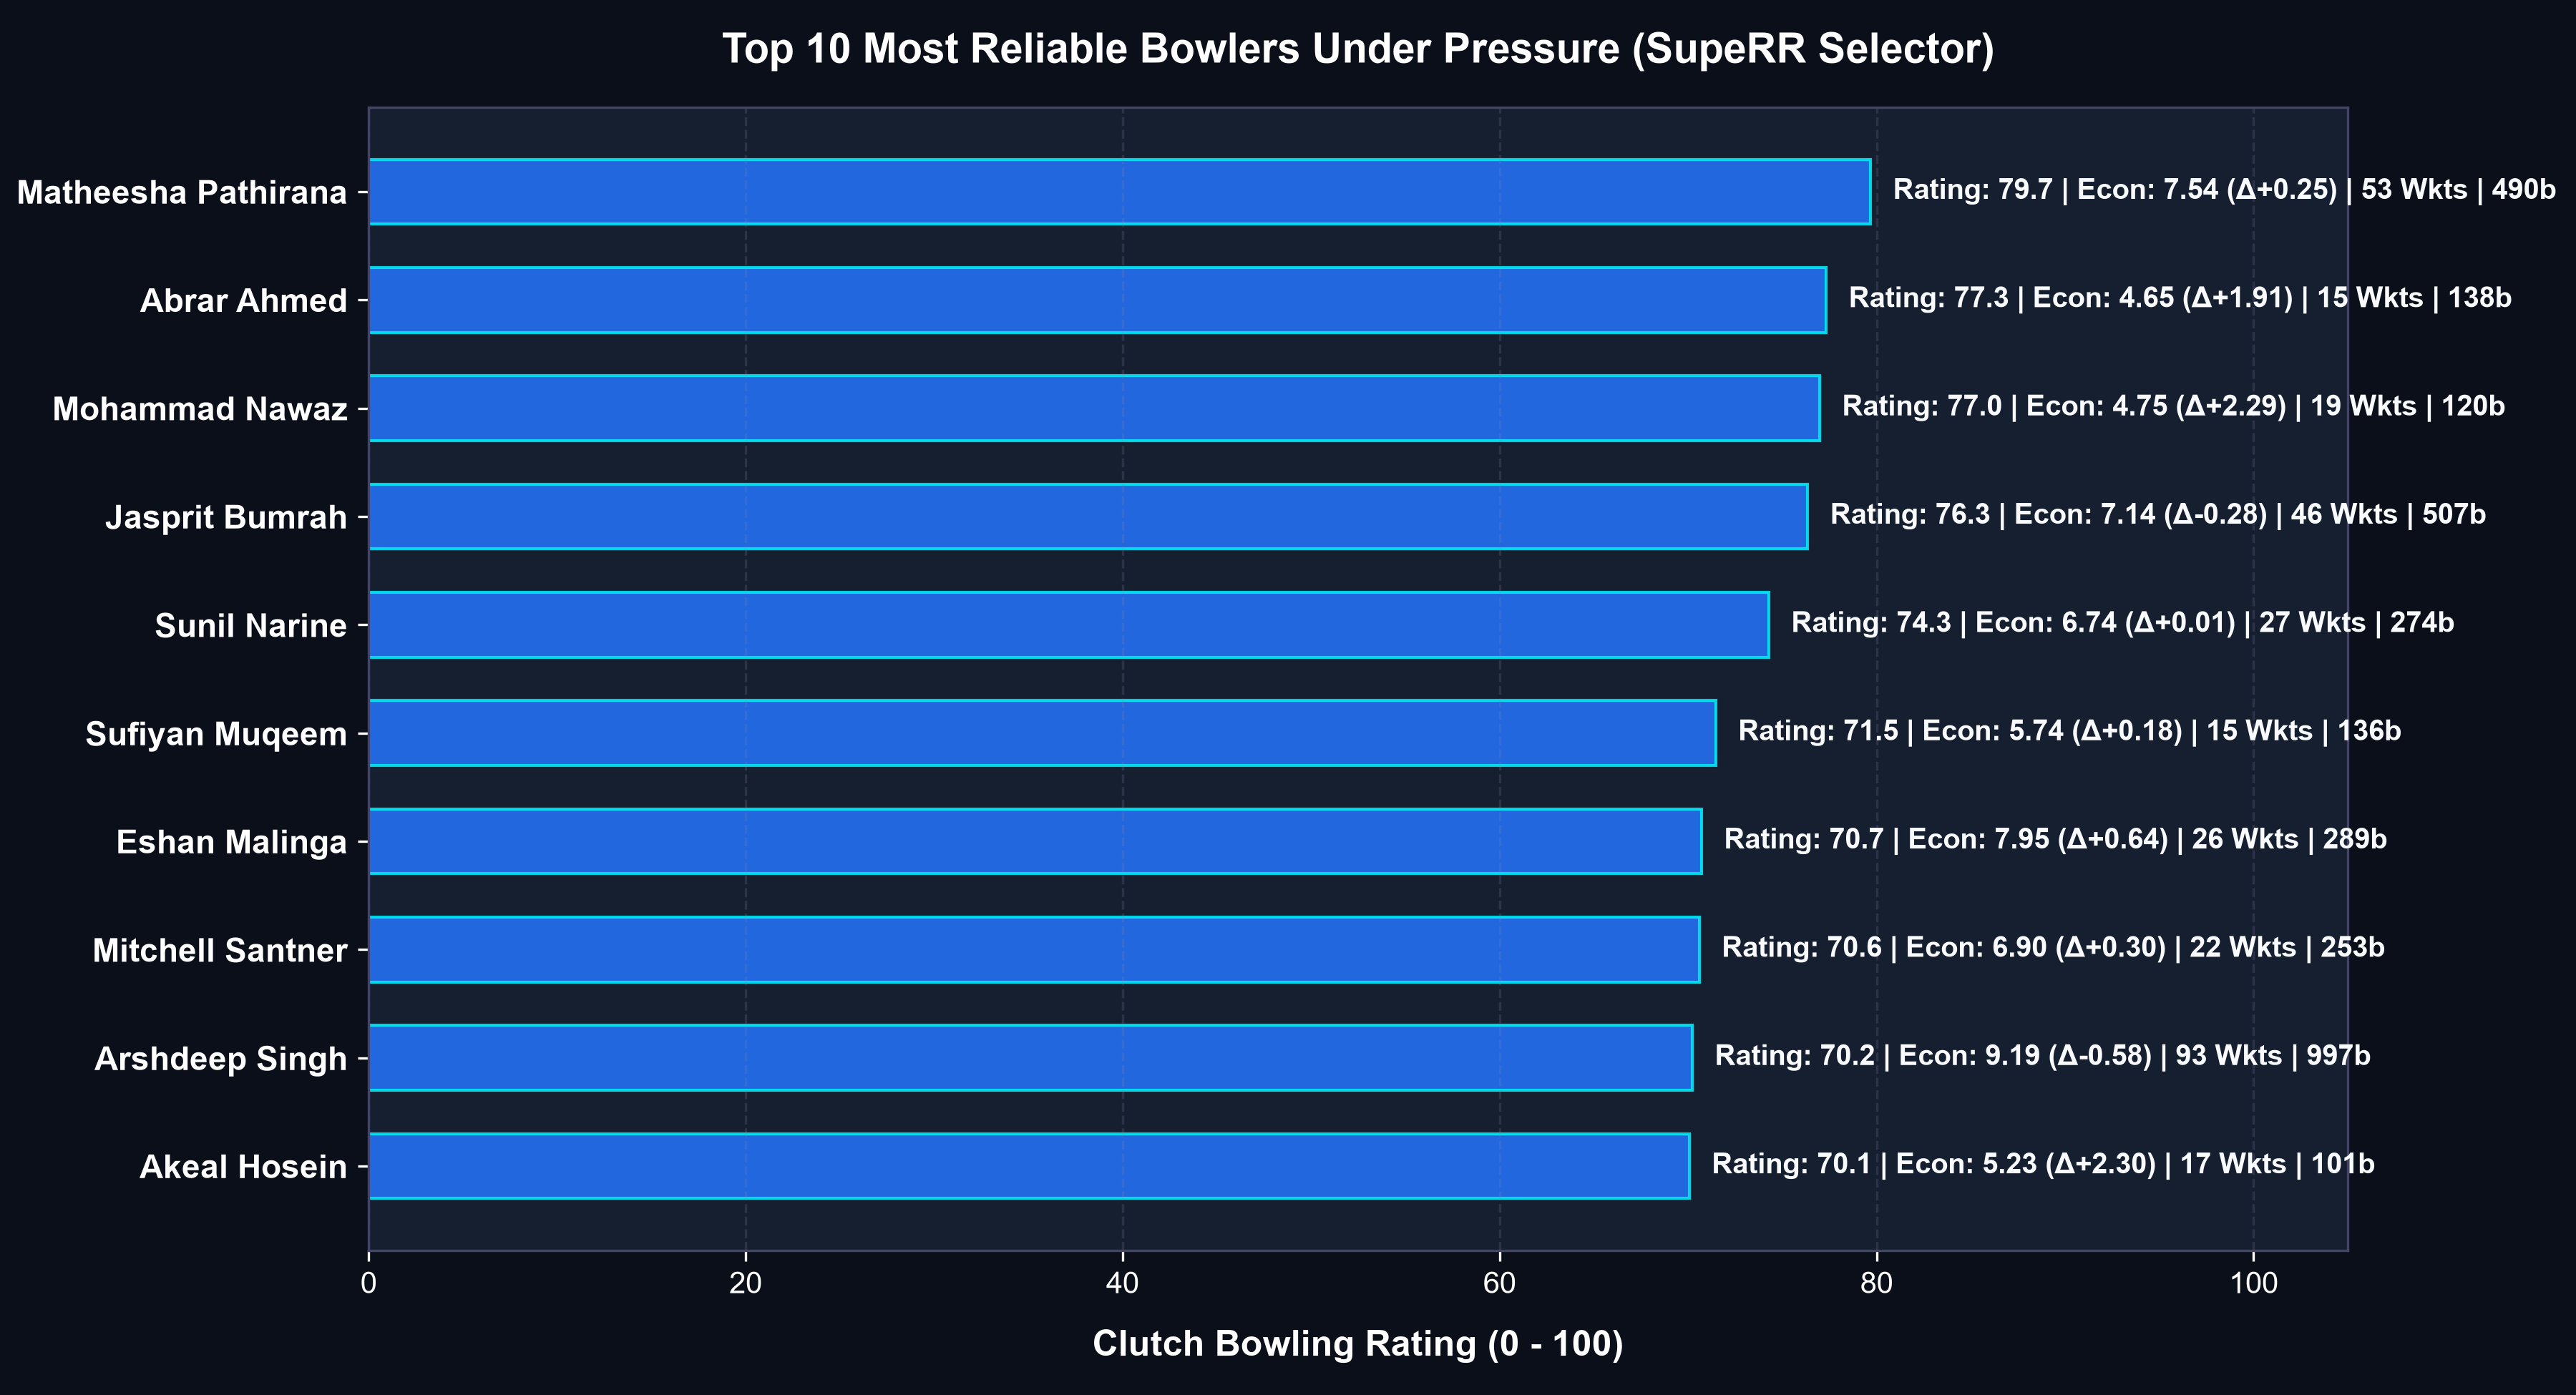 Top 10 Most Reliable Bowlers Under Pressure (SupeRR Selector)
Matheesha Pathirana Rating: 79.7 | Econ: 7.54 (Δ+0.25) | 53 Wkts | 490b
Abrar Ahmed Rating: 77.3 | Econ: 4.65 (Δ+1.91) | 15 Wkts | 138b
Mohammad Nawaz Rating: 77.0 | Econ: 4.75 (Δ+2.29) | 19 Wkts | 120b
Jasprit Bumrah Rating: 76.3 | Econ: 7.14 (Δ-0.28) | 46 Wkts | 507b
Sunil Narine Rating: 74.3 | Econ: 6.74 (Δ+0.01) | 27 Wkts | 274b
Sufiyan Muqeem Rating: 71.5 | Econ: 5.74 (Δ+0.18) | 15 Wkts | 136b
Eshan Malinga Rating: 70.7 | Econ: 7.95 (Δ+0.64) | 26 Wkts | 289b
Mitchell Santner Rating: 70.6 | Econ: 6.90 (Δ+0.30) | 22 Wkts | 253b
Arshdeep Singh Rating: 70.2 | Econ: 9.19 (Δ-0.58) | 93 Wkts | 997b
Akeal Hosein Rating: 70.1 | Econ: 5.23 (Δ+2.30) | 17 Wkts | 101b
0 20 40 60 80 100
Clutch Bowling Rating (0 - 100)